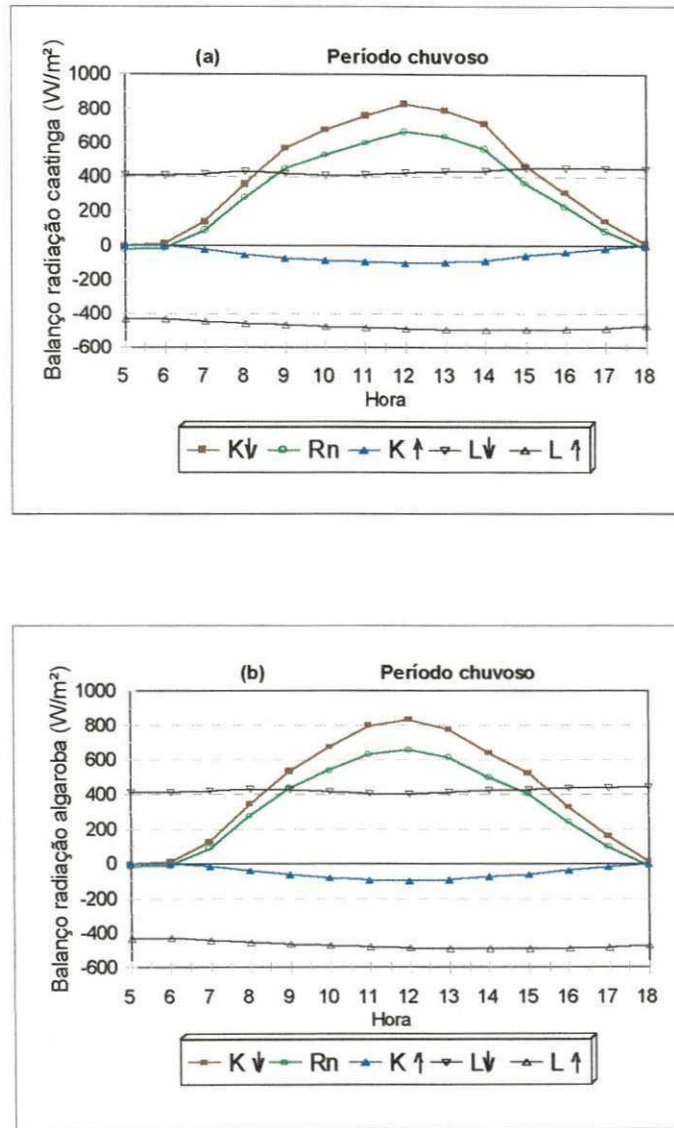 (a) Período chuvoso
Balanço radiação caatinga (W/m²)
1000
800
600
400
200
0
-200
-400
-600
5 6 7 8 9 10 11 12 13 14 15 16 17 18
Hora
K↓ Rn K↑ L↓ L↑
(b) Período chuvoso
Balanço radiação algaroba (W/m²)
1000
800
600
400
200
0
-200
-400
-600
5 6 7 8 9 10 11 12 13 14 15 16 17 18
Hora
K↓ Rn K↑ L↓ L↑